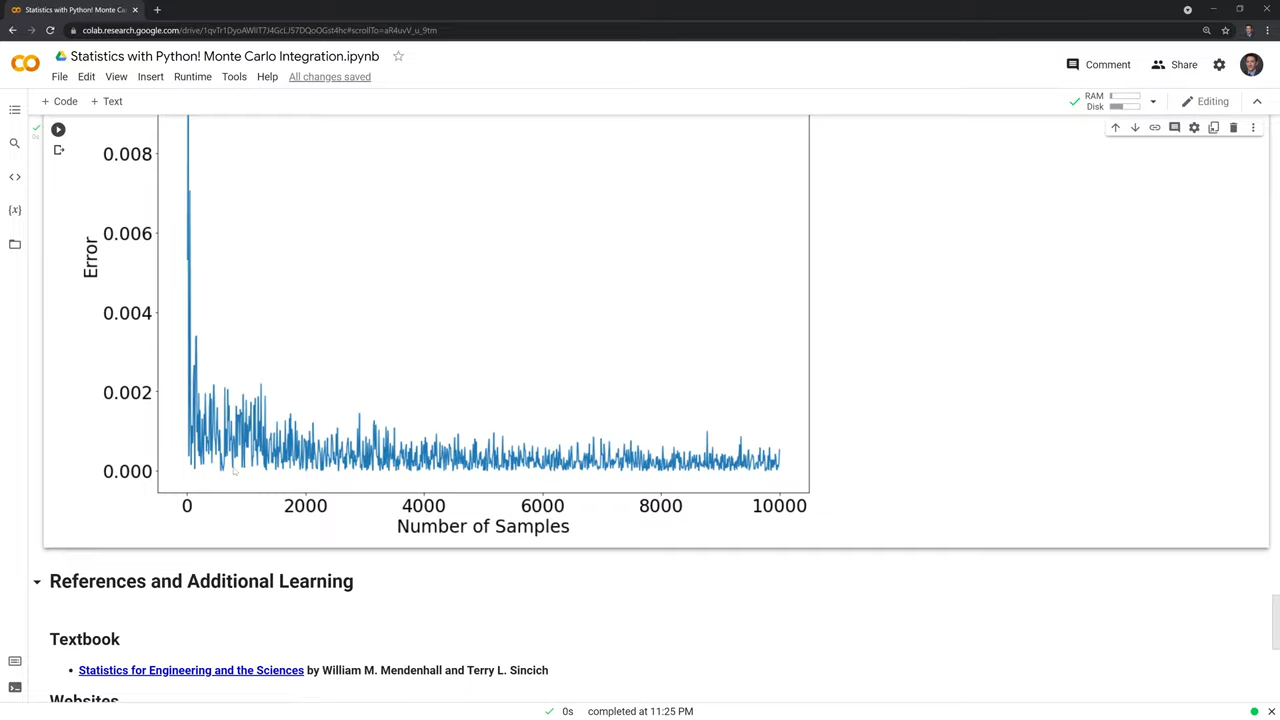 Statistics with Python! Monte Ca
colab.research.google.com/drive/1qvTr1DyoAWlIT7J4GcLJ57DQoOGst4hc#scrollTo=aR4uvV_u_9tm
Statistics with Python! Monte Carlo Integration.ipynb
File Edit View Insert Runtime Tools Help All changes saved
Comment Share
+ Code + Text
RAM
Disk
Editing
0s
0.008
0.006
0.004
0.002
0.000
Error
0 2000 4000 6000 8000 10000
Number of Samples
References and Additional Learning
Textbook
• Statistics for Engineering and the Sciences by William M. Mendenhall and Terry L. Sincich
Websites
0s completed at 11:25 PM